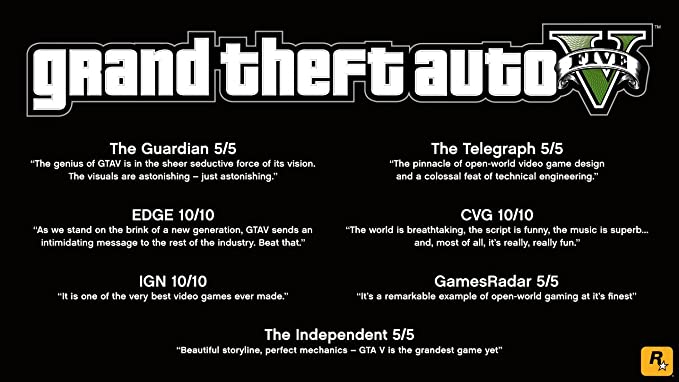 grand theft auto V
FIVE
™
The Guardian 5/5
“The genius of GTAV is in the sheer seductive force of its vision.
The visuals are astonishing – just astonishing.”
The Telegraph 5/5
“The pinnacle of open-world video game design
and a colossal feat of technical engineering.”
EDGE 10/10
“As we stand on the brink of a new generation, GTAV sends an
intimidating message to the rest of the industry. Beat that.”
CVG 10/10
“The world is breathtaking, the script is funny, the music is superb...
and, most of all, it’s really, really fun.”
IGN 10/10
“It is one of the very best video games ever made.”
GamesRadar 5/5
“It’s a remarkable example of open-world gaming at it’s finest”
The Independent 5/5
“Beautiful storyline, perfect mechanics – GTA V is the grandest game yet”
R